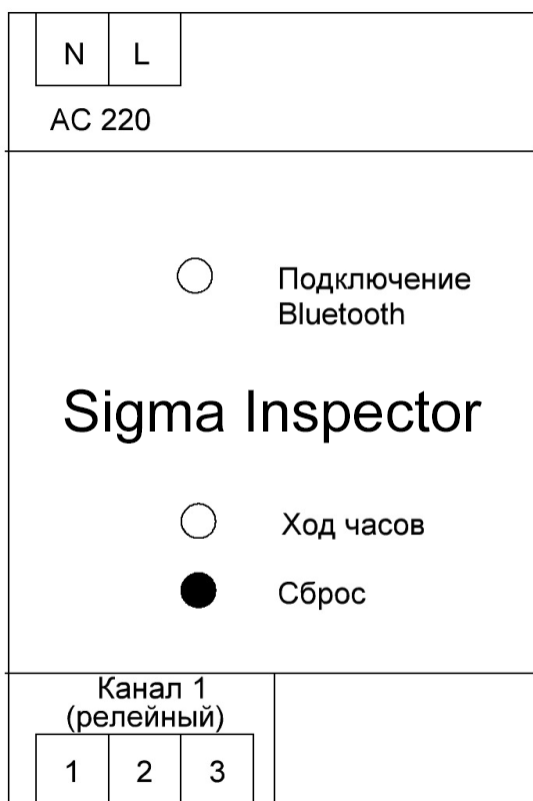 N L
AC 220
Подключение
Bluetooth
Sigma Inspector
Ход часов
Сброс
Канал 1
(релейный)
1 2 3